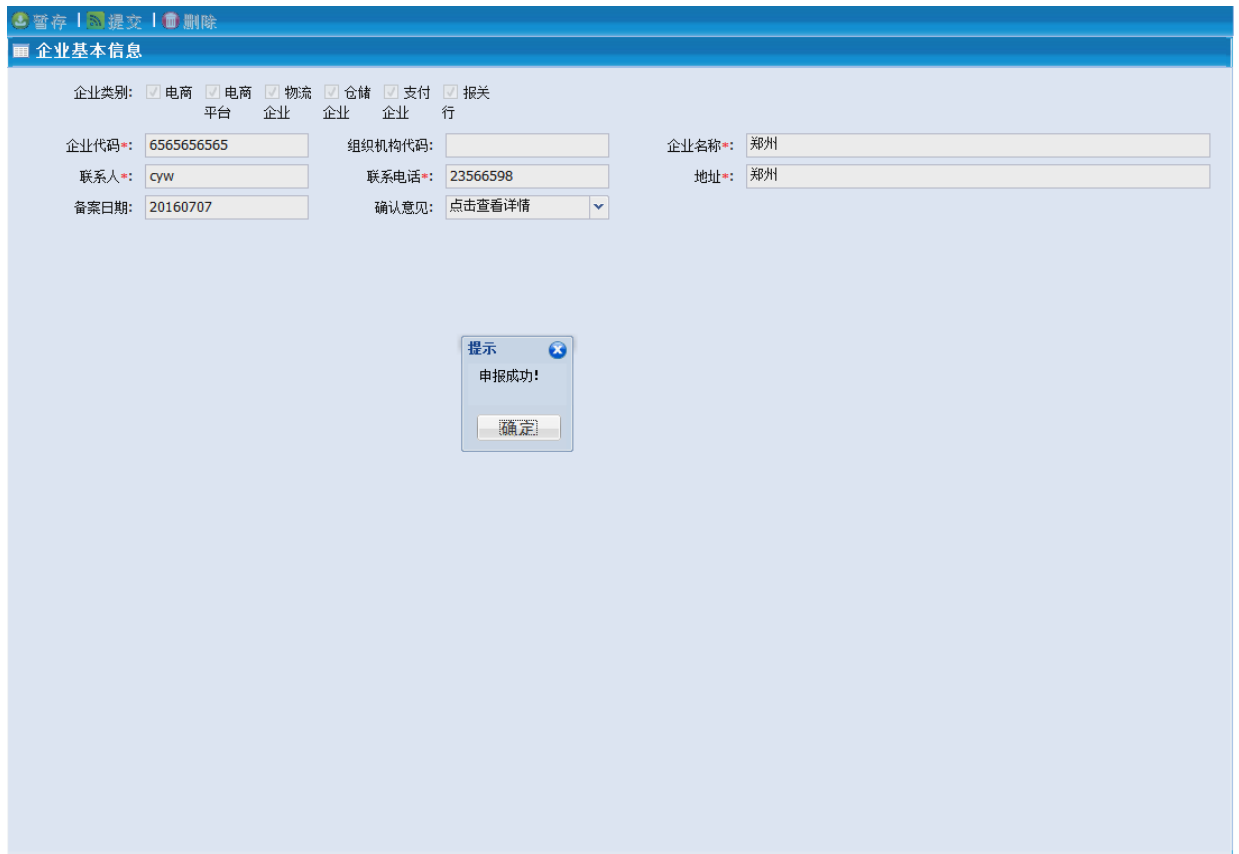 暂存 提交 删除
企业基本信息
企业类别: 电商 电商 物流 仓储 支付 报关
平台 企业 企业 企业 行
企业代码*: 6565656565 组织机构代码: 企业名称*: 郑州
联系人*: cyw 联系电话*: 23566598 地址*: 郑州
备案日期: 20160707 确认意见: 点击查看详情
提示
申报成功!
确定